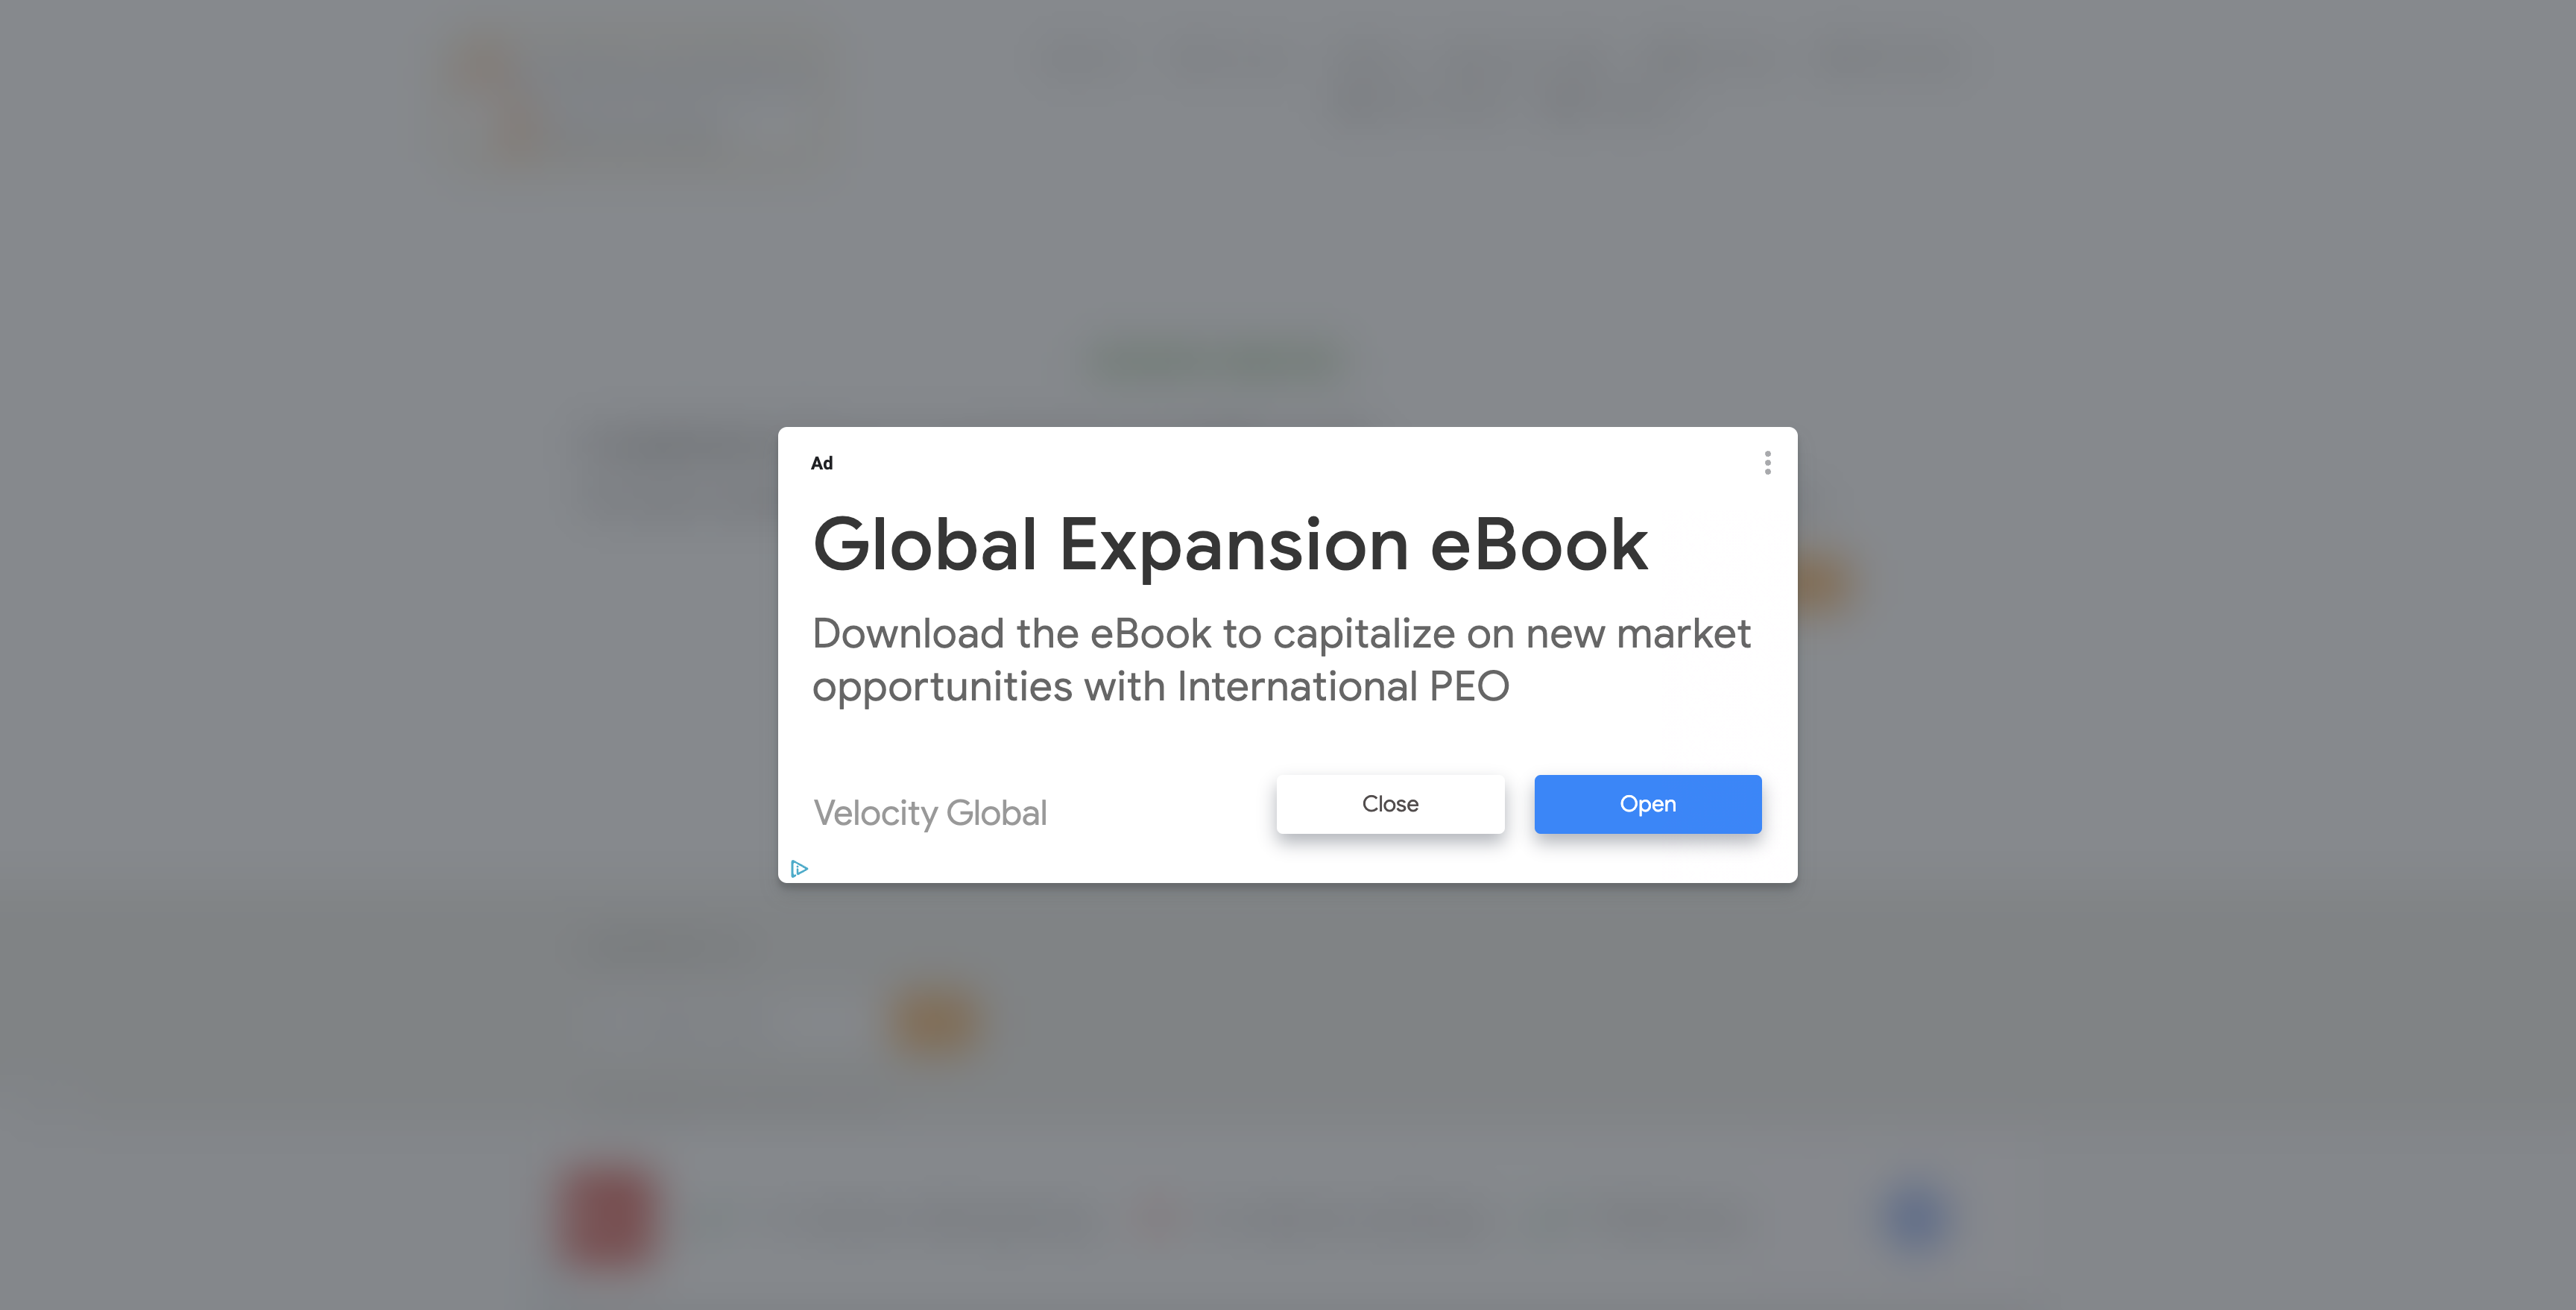 Ad
Global Expansion eBook
Download the eBook to capitalize on new market
opportunities with International PEO
Velocity Global
Close
Open